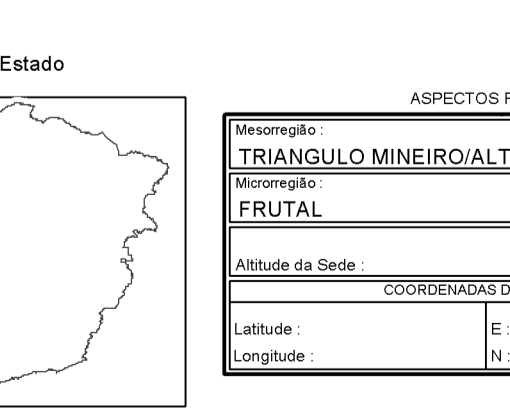 Estado
ASPECTOS
Mesorregião :
TRIANGULO MINEIRO/ALT
Microrregião :
FRUTAL
Altitude da Sede :
COORDENADAS D
Latitude :
E :
Longitude :
N :